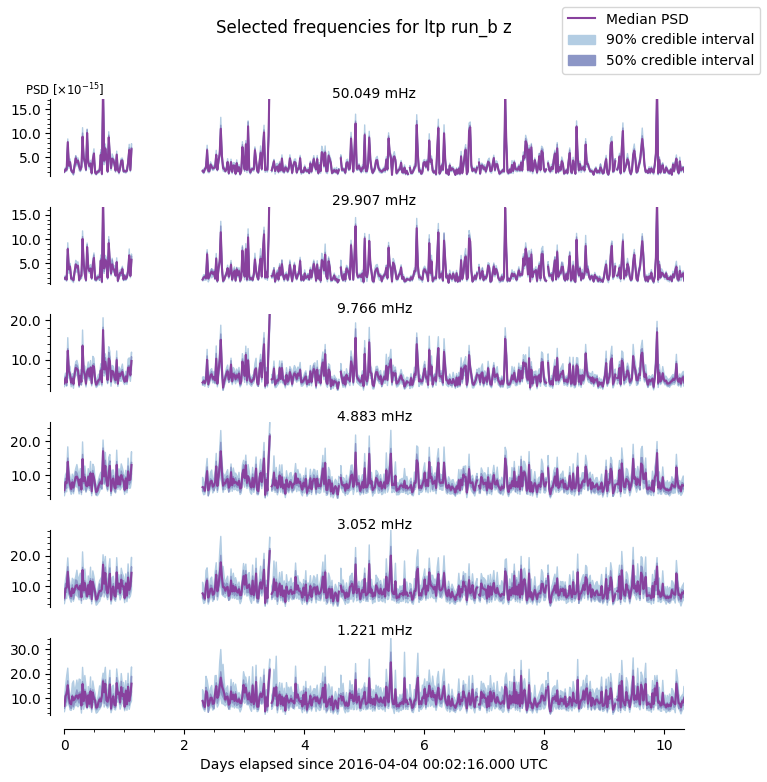 Selected frequencies for ltp run_b z
Median PSD
90% credible interval
50% credible interval
PSD [×10⁻¹⁵]
50.049 mHz
15.0
10.0
5.0
29.907 mHz
15.0
10.0
5.0
9.766 mHz
20.0
10.0
4.883 mHz
20.0
10.0
3.052 mHz
20.0
10.0
1.221 mHz
30.0
20.0
10.0
0 2 4 6 8 10
Days elapsed since 2016-04-04 00:02:16.000 UTC